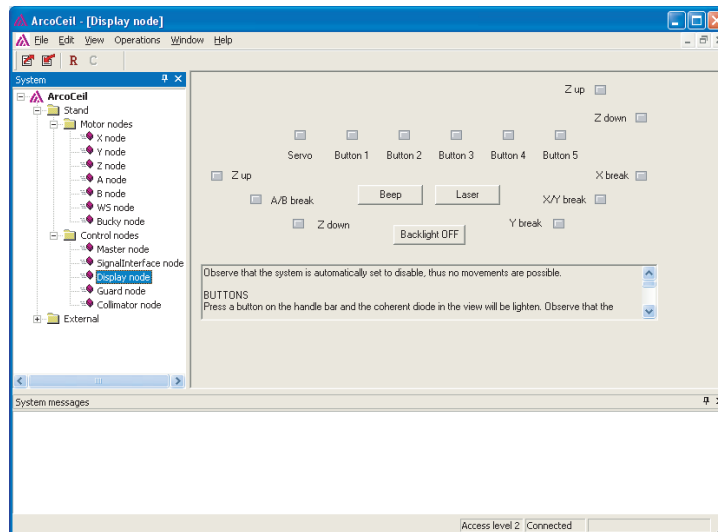 ArcoCeil - [Display node]
File Edit View Operations Window Help
R C
System
ArcoCeil
Stand
Motor nodes
X node
Y node
Z node
A node
B node
WS node
Bucky node
Control nodes
Master node
SignalInterface node
Display node
Guard node
Collimator node
External
Z up
Z down
Servo Button 1 Button 2 Button 3 Button 4 Button 5
Z up
X break
A/B break
Beep Laser
X/Y break
Z down
Y break
Backlight OFF
Observe that the system is automatically set to disable, thus no movements are possible.
BUTTONS
Press a button on the handle bar and the coherent diode in the view will be lighten. Observe that the
System messages
Access level 2 Connected